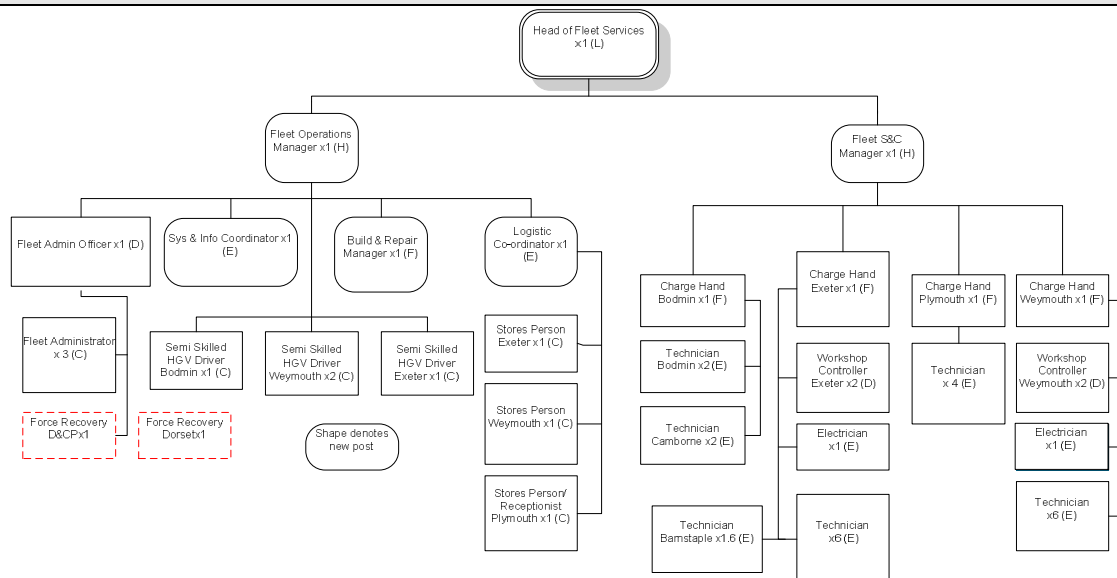 Head of Fleet Services
x1 (L)
Fleet Operations
Manager x1 (H)
Fleet S&C
Manager x1 (H)
Fleet Admin Officer x1 (D)
Sys & Info Coordinator x1
(E)
Build & Repair
Manager x1 (F)
Logistic
Co-ordinator x1
(E)
Charge Hand
Bodmin x1 (F)
Charge Hand
Exeter x1 (F)
Charge Hand
Plymouth x1 (F)
Charge Hand
Weymouth x1 (F)
Fleet Administrator
x 3 (C)
Semi Skilled
HGV Driver
Bodmin x1 (C)
Semi Skilled
HGV Driver
Weymouth x2 (C)
Semi Skilled
HGV Driver
Exeter x1 (C)
Stores Person
Exeter x1 (C)
Technician
Bodmin x2 (E)
Workshop
Controller
Exeter x2 (D)
Technician
x 4 (E)
Workshop
Controller
Weymouth x2 (D)
Force Recovery
D&CPx1
Force Recovery
Dorsetx1
Shape denotes
new post
Stores Person
Weymouth x1 (C)
Technician
Camborne x2 (E)
Electrician
x1 (E)
Electrician
x1 (E)
Stores Person/
Receptionist
Plymouth x1 (C)
Technician
Barnstaple x1.6 (E)
Technician
x6 (E)
Technician
x6 (E)